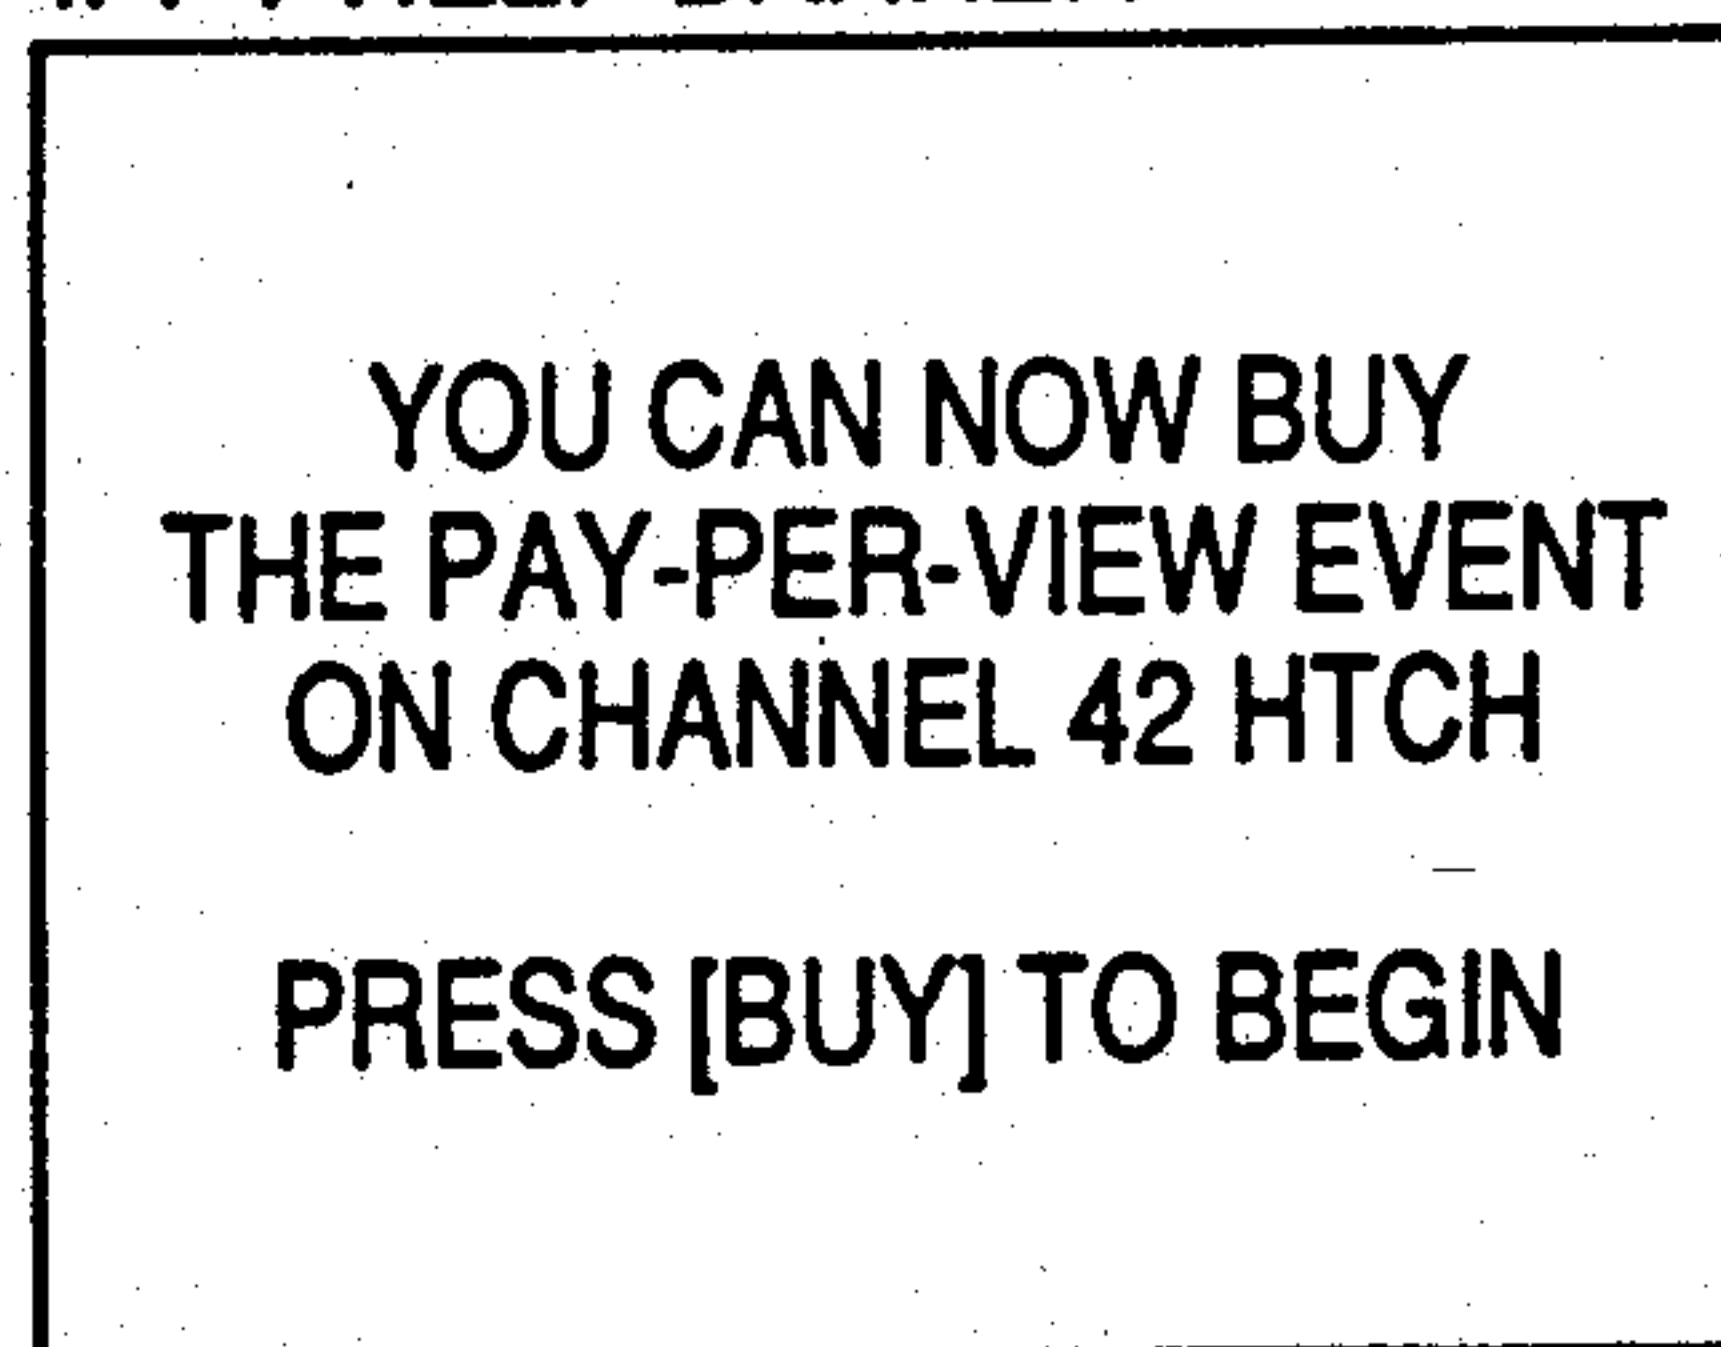 YOU CAN NOW BUY
THE PAY-PER-VIEW EVENT
ON CHANNEL 42 HTCH
PRESS [BUY] TO BEGIN